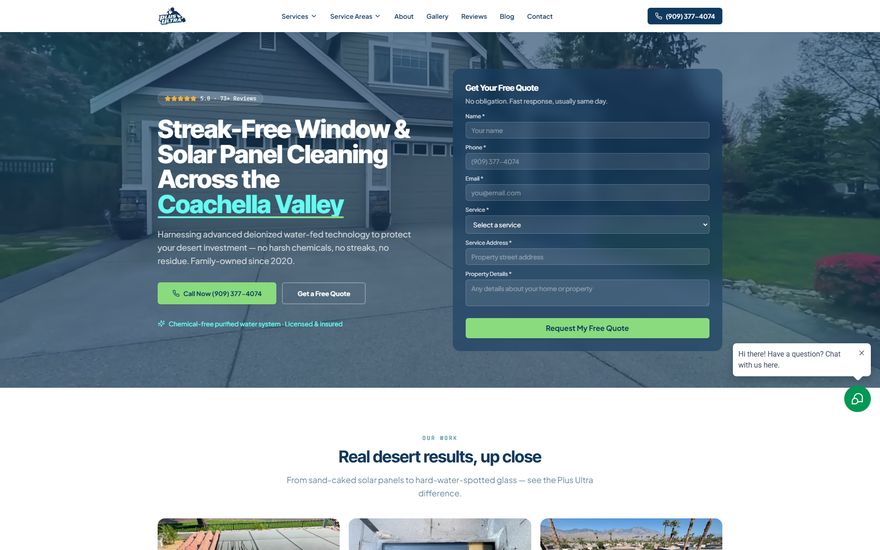 PLUS ULTRA
Services
Service Areas
About
Gallery
Reviews
Blog
Contact
(909) 377-4074
5.0 · 73+ Reviews
Streak-Free Window &
Solar Panel Cleaning
Across the
Coachella Valley
Harnessing advanced deionized water-fed technology to protect
your desert investment — no harsh chemicals, no streaks, no
residue. Family-owned since 2020.
Call Now (909) 377-4074
Get a Free Quote
Chemical-free purified water system · Licensed & insured
Get Your Free Quote
No obligation. Fast response, usually same day.
Name *
Your name
Phone *
(909) 377-4074
Email *
you@email.com
Service *
Select a service
Service Address *
Property street address
Property Details *
Any details about your home or property
Request My Free Quote
Hi there! Have a question? Chat
with us here.
OUR WORK
Real desert results, up close
From sand-caked solar panels to hard-water-spotted glass — see the Plus Ultra
difference.